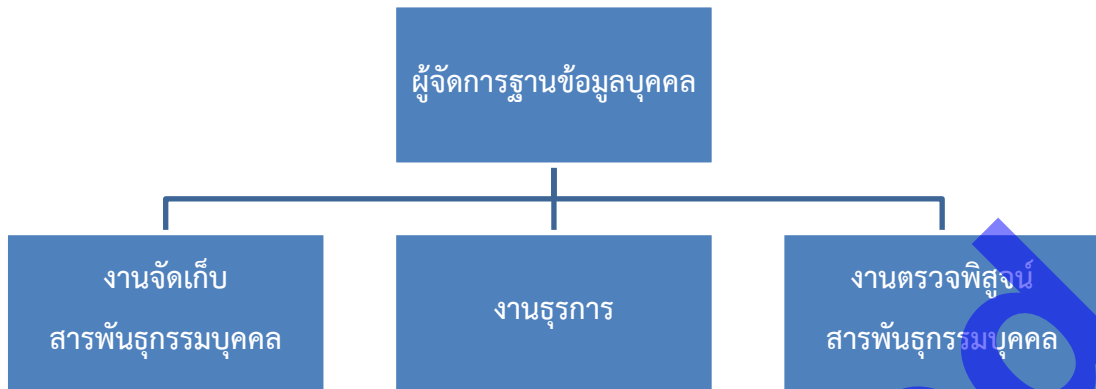 ผู้จัดการฐานข้อมูลบุคคล
งานจัดเก็บ
สารพันธุกรรมบุคคล
งานธุรการ
งานตรวจพิสูจน์
สารพันธุกรรมบุคคล